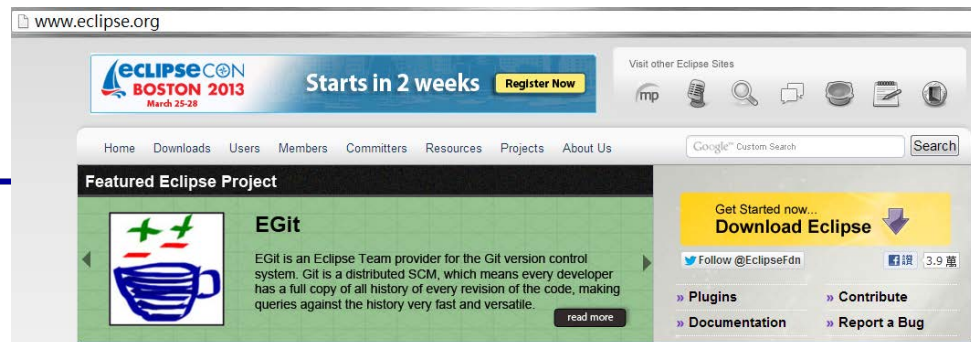 www.eclipse.org
eclipsecon
BOSTON 2013
March 25-28
Starts in 2 weeks
Register Now
Visit other Eclipse Sites
mp
Home Downloads Users Members Committers Resources Projects About Us
Google™ Custom Search
Search
Featured Eclipse Project
EGit
EGit is an Eclipse Team provider for the Git version control
system. Git is a distributed SCM, which means every developer
has a full copy of all history of every revision of the code, making
queries against the history very fast and versatile.
read more
Get Started now...
Download Eclipse
Follow @EclipseFdn
讚 3.9 萬
» Plugins » Contribute
» Documentation » Report a Bug